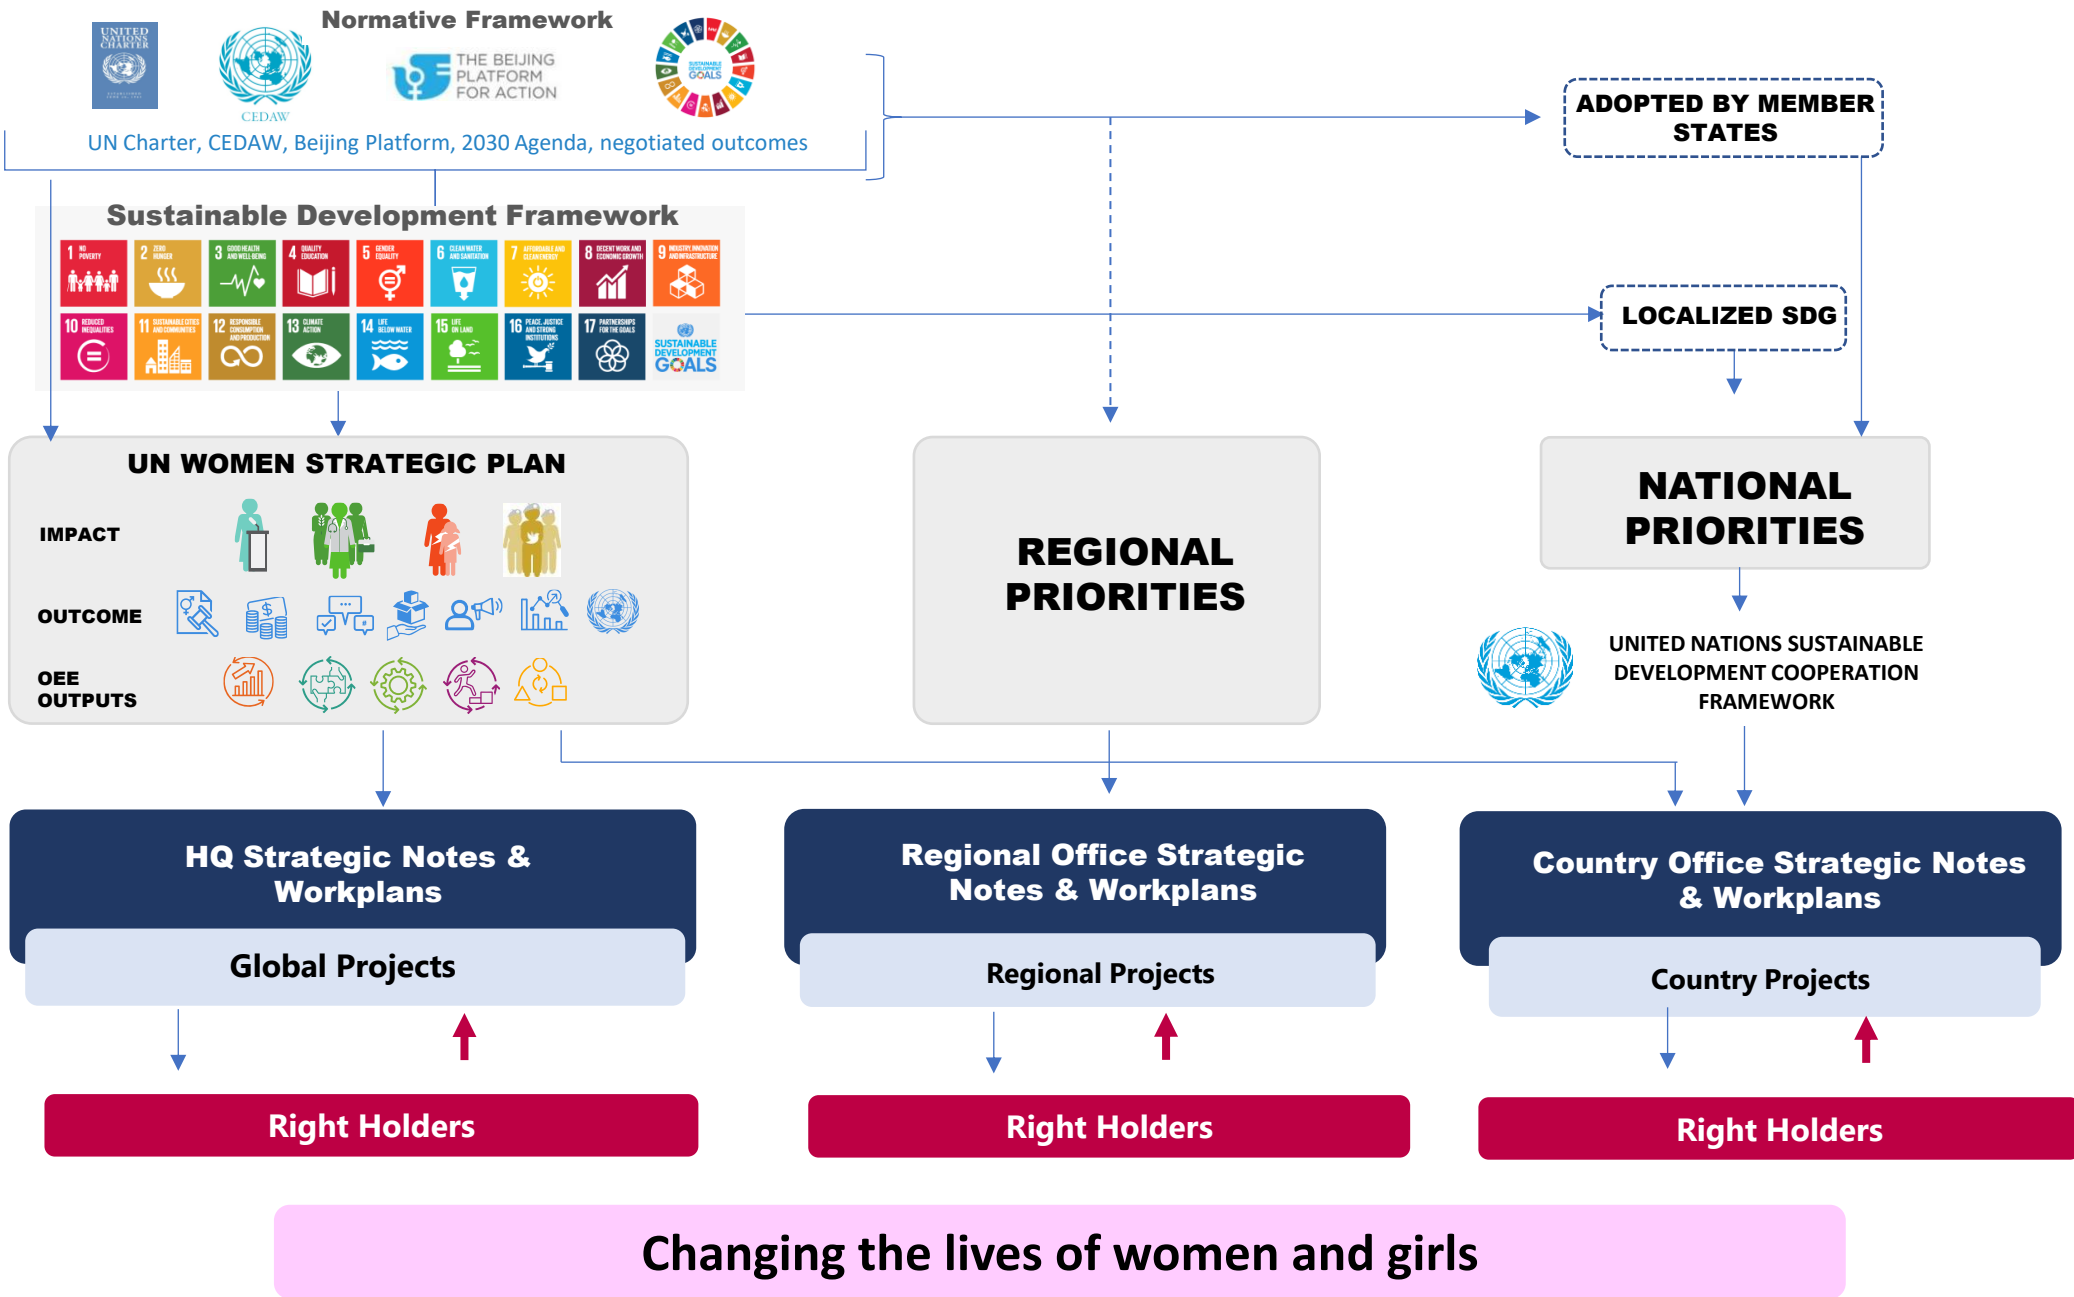 Normative Framework
UNITED
NATIONS
CHARTER
CEDAW
THE BEIJING
PLATFORM
FOR ACTION
SUSTAINABLE
DEVELOPMENT
GOALS
UN Charter, CEDAW, Beijing Platform, 2030 Agenda, negotiated outcomes
ADOPTED BY MEMBER
STATES
Sustainable Development Framework
1 NO
POVERTY
2 ZERO
HUNGER
3 GOOD HEALTH
AND WELL-BEING
4 QUALITY
EDUCATION
5 GENDER
EQUALITY
6 CLEAN WATER
AND SANITATION
7 AFFORDABLE AND
CLEAN ENERGY
8 DECENT WORK AND
ECONOMIC GROWTH
9 INDUSTRY, INNOVATION
AND INFRASTRUCTURE
10 REDUCED
INEQUALITIES
11 SUSTAINABLE CITIES
AND COMMUNITIES
12 RESPONSIBLE
CONSUMPTION
AND PRODUCTION
13 CLIMATE
ACTION
14 LIFE
BELOW WATER
15 LIFE
ON LAND
16 PEACE, JUSTICE
AND STRONG
INSTITUTIONS
17 PARTNERSHIPS
FOR THE GOALS
SUSTAINABLE
DEVELOPMENT
GOALS
LOCALIZED SDG
UN WOMEN STRATEGIC PLAN
IMPACT
OUTCOME
OEE
OUTPUTS
REGIONAL
PRIORITIES
NATIONAL
PRIORITIES
UNITED NATIONS SUSTAINABLE
DEVELOPMENT COOPERATION
FRAMEWORK
HQ Strategic Notes &
Workplans
Global Projects
Regional Office Strategic
Notes & Workplans
Regional Projects
Country Office Strategic Notes
& Workplans
Country Projects
Right Holders
Right Holders
Right Holders
Changing the lives of women and girls